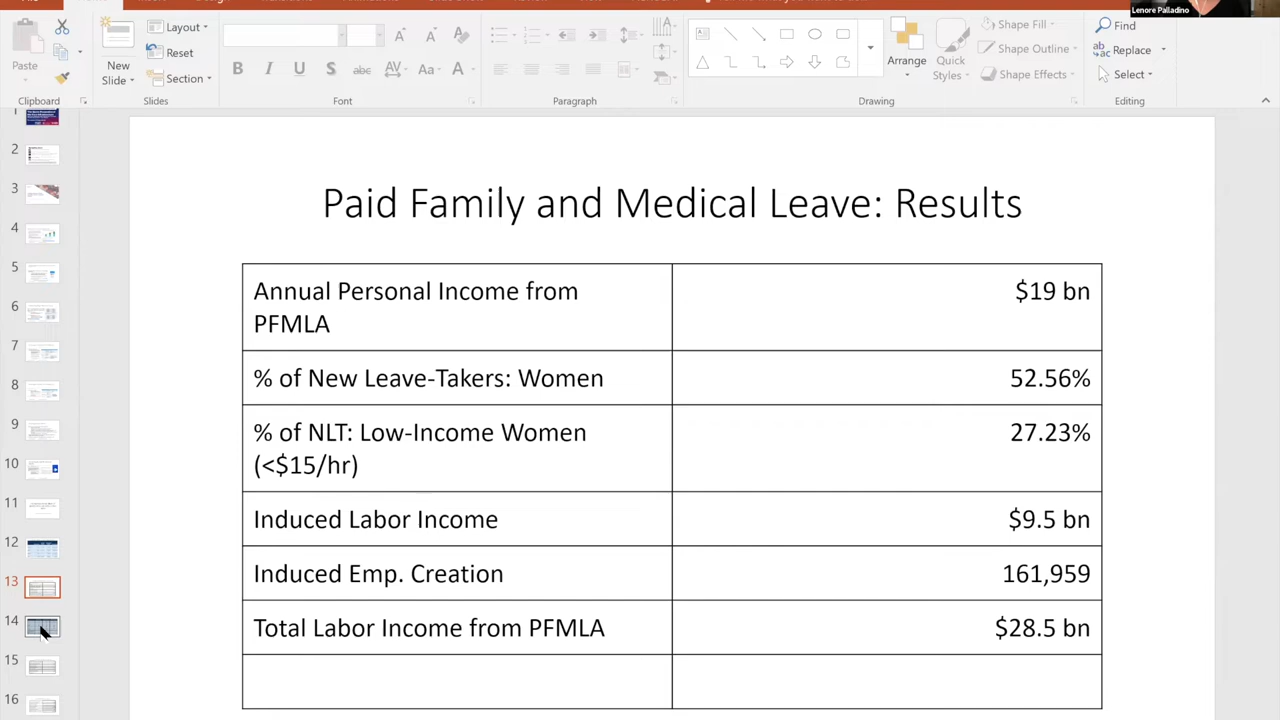 Lenore Palladino
Paste
Clipboard
New
Slide
Layout
Reset
Section
Slides
B I U S abc AV Aa A
Font
Paragraph
Arrange
Quick
Styles
Shape Fill
Shape Outline
Shape Effects
Drawing
Find
Replace
Select
Editing
1
2
3
4
5
6
7
8
9
10
11
12
13
14
15
16
Paid Family and Medical Leave: Results
Annual Personal Income from
PFMLA
$19 bn
% of New Leave-Takers: Women
52.56%
% of NLT: Low-Income Women
(<$15/hr)
27.23%
Induced Labor Income
$9.5 bn
Induced Emp. Creation
161,959
Total Labor Income from PFMLA
$28.5 bn